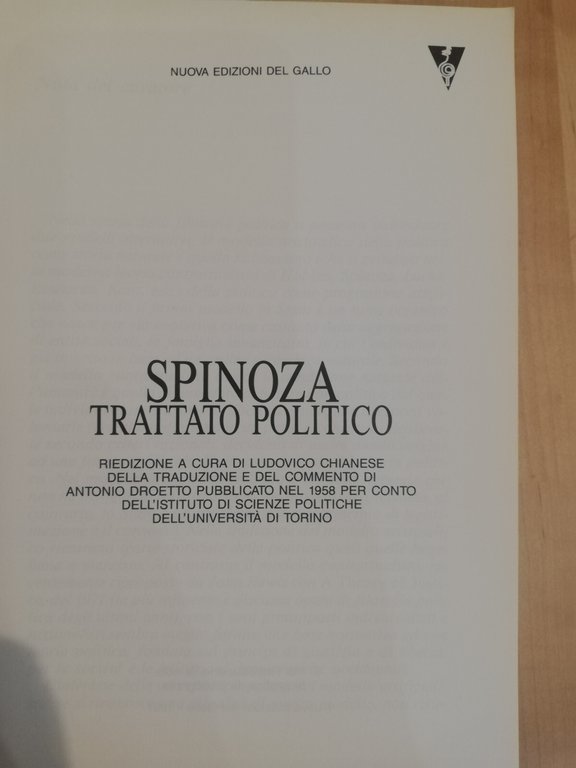 NUOVA EDIZIONI DEL GALLO
SPINOZA
TRATTATO POLITICO
RIEDIZIONE A CURA DI LUDOVICO CHIANESE
DELLA TRADUZIONE E DEL COMMENTO DI
ANTONIO DROETTO PUBBLICATO NEL 1958 PER CONTO
DELL'ISTITUTO DI SCIENZE POLITICHE
DELL'UNIVERSITÀ DI TORINO